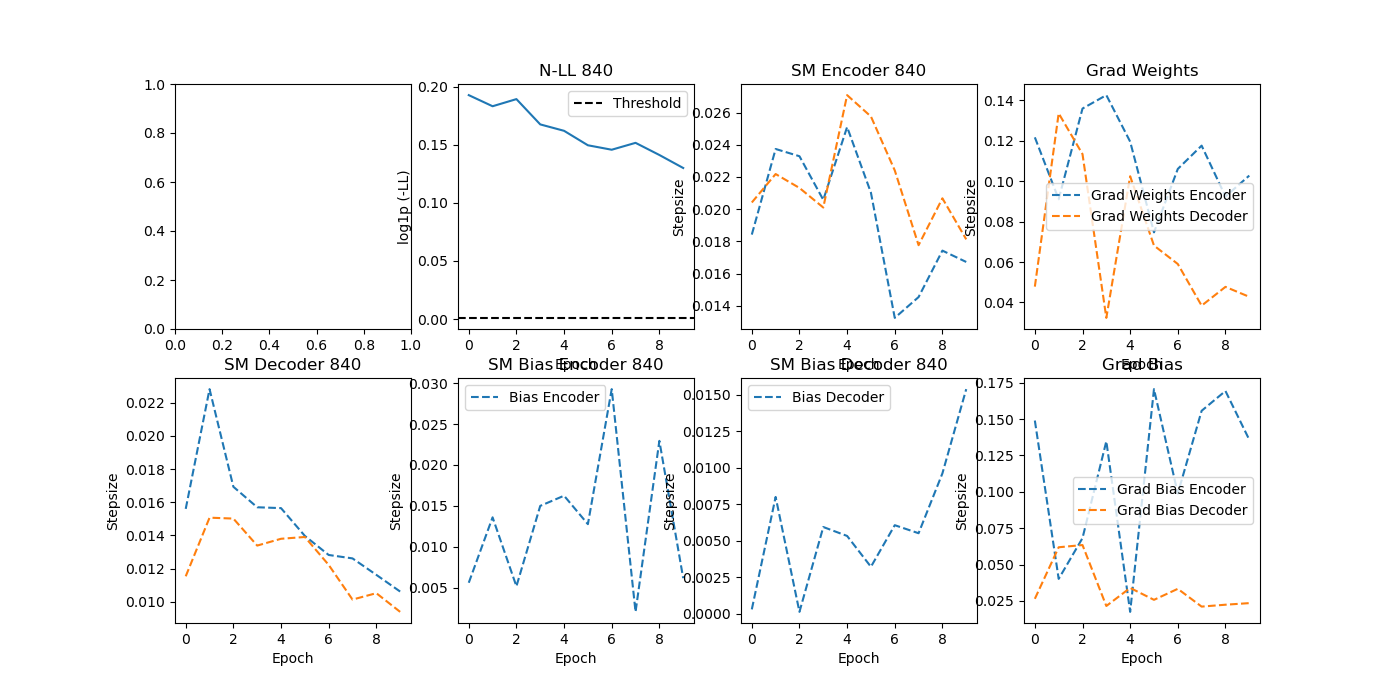 N-LL 840
SM Encoder 840
Grad Weights
1.0
0.8
0.6
0.4
0.2
0.0
0.0 0.2 0.4 0.6 0.8 1.0
log1p (-LL)
0.20
0.15
0.10
0.05
0.00
Threshold
0 2 4 6 8
Epoch
Stepsize
0.026
0.024
0.022
0.020
0.018
0.016
0.014
0 2 4 6 8
Epoch
Stepsize
0.14
0.12
0.10
0.08
0.06
0.04
Grad Weights Encoder
Grad Weights Decoder
0 2 4 6 8
Epoch
SM Decoder 840
SM Bias Encoder 840
SM Bias Decoder 840
Grad Bias
Stepsize
0.022
0.020
0.018
0.016
0.014
0.012
0.010
0 2 4 6 8
Epoch
Stepsize
0.030
0.025
0.020
0.015
0.010
0.005
Bias Encoder
0 2 4 6 8
Epoch
Stepsize
0.0150
0.0125
0.0100
0.0075
0.0050
0.0025
0.0000
Bias Decoder
0 2 4 6 8
Epoch
Stepsize
0.175
0.150
0.125
0.100
0.075
0.050
0.025
Grad Bias Encoder
Grad Bias Decoder
0 2 4 6 8
Epoch